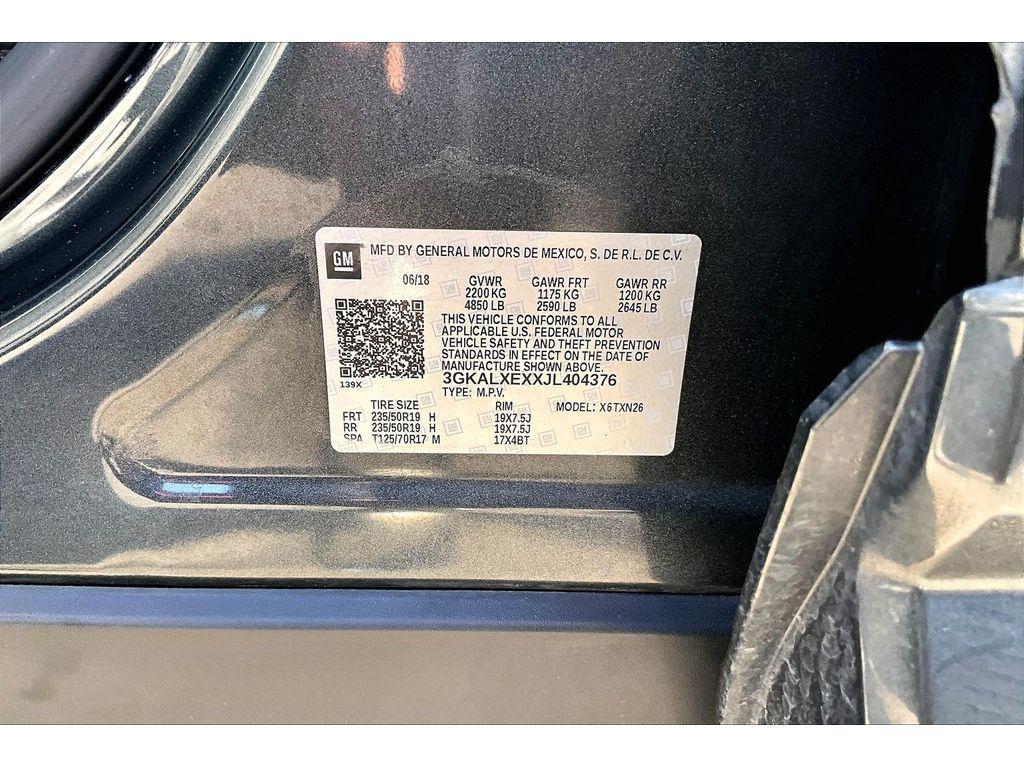 GM MFD BY GENERAL MOTORS DE MEXICO, S. DE R.L. DE C.V.
06/18 GVWR GAWR FRT GAWR RR
2200 KG 1175 KG 1200 KG
4850 LB 2590 LB 2645 LB
THIS VEHICLE CONFORMS TO ALL
APPLICABLE U.S. FEDERAL MOTOR
VEHICLE SAFETY AND THEFT PREVENTION
STANDARDS IN EFFECT ON THE DATE OF
MANUFACTURE SHOWN ABOVE.
139X 3GKALXEXXJL404376
TYPE: M.P.V.
TIRE SIZE RIM MODEL: X6TXN26
FRT 235/50R19 H 19X7.5J
RR 235/50R19 H 19X7.5J
SPA T125/70R17 M 17X4BT